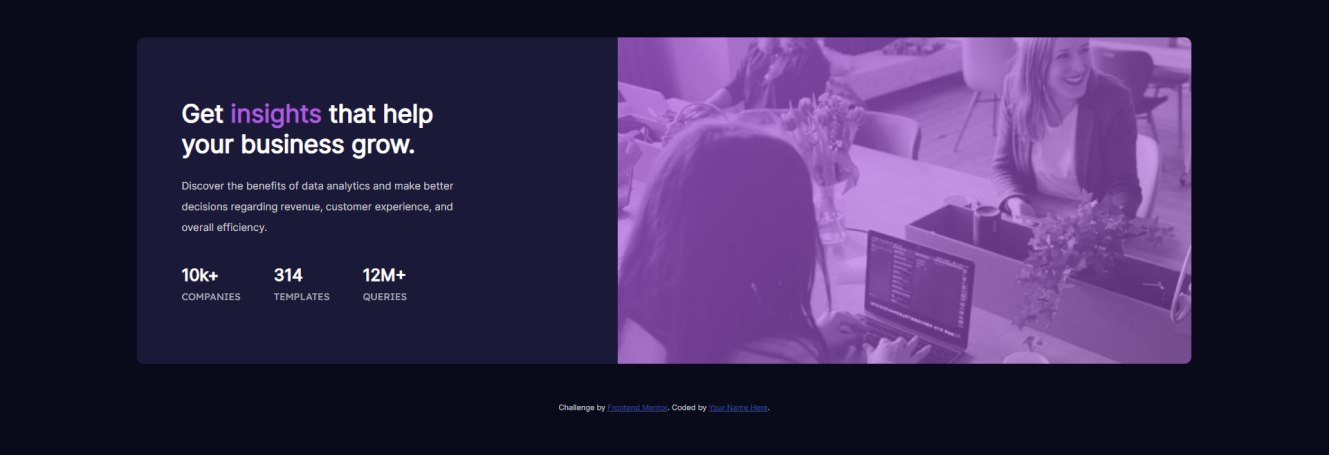 Get insights that help
your business grow.
Discover the benefits of data analytics and make better
decisions regarding revenue, customer experience, and
overall efficiency.
10k+ 314 12M+
COMPANIES TEMPLATES QUERIES
Challenge by Frontend Mentor. Coded by Your Name Here.